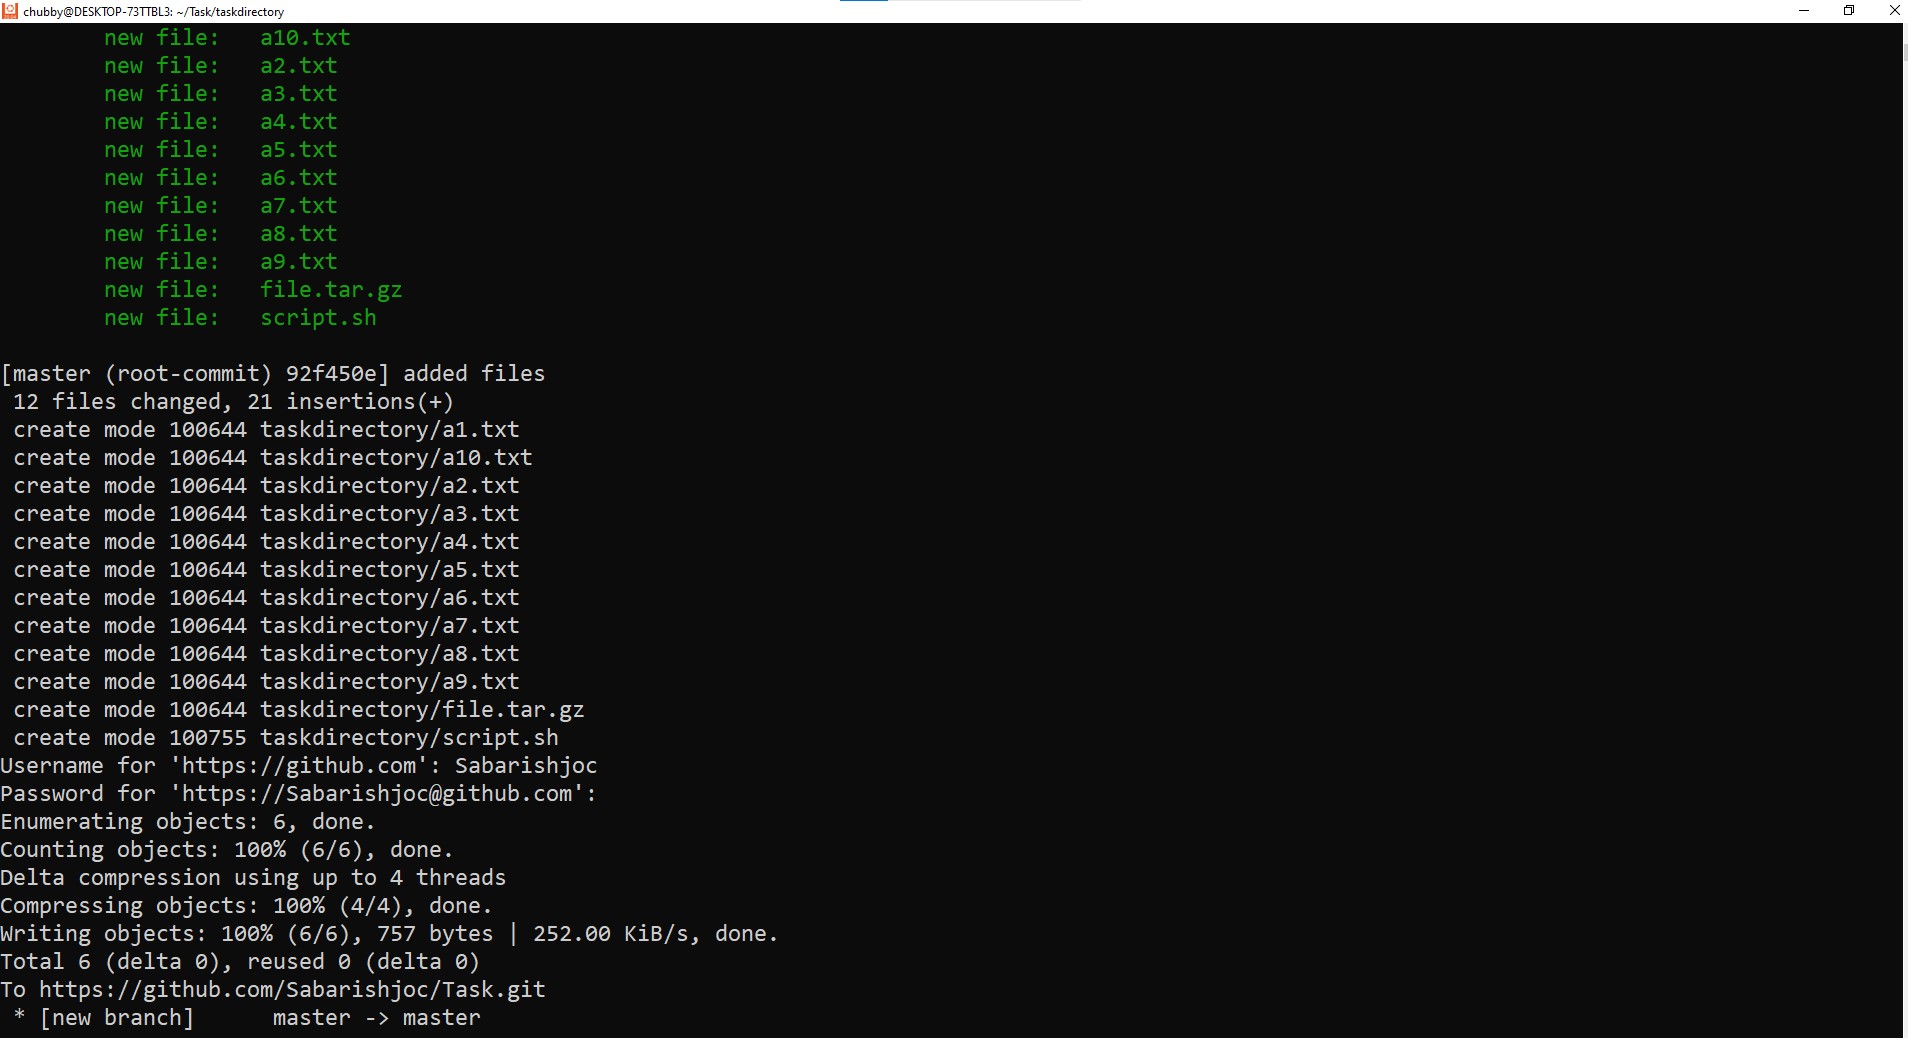 chubby@DESKTOP-73TTBL3: ~/Task/taskdirectory
new file:   a10.txt
new file:   a2.txt
new file:   a3.txt
new file:   a4.txt
new file:   a5.txt
new file:   a6.txt
new file:   a7.txt
new file:   a8.txt
new file:   a9.txt
new file:   file.tar.gz
new file:   script.sh
[master (root-commit) 92f450e] added files
12 files changed, 21 insertions(+)
create mode 100644 taskdirectory/a1.txt
create mode 100644 taskdirectory/a10.txt
create mode 100644 taskdirectory/a2.txt
create mode 100644 taskdirectory/a3.txt
create mode 100644 taskdirectory/a4.txt
create mode 100644 taskdirectory/a5.txt
create mode 100644 taskdirectory/a6.txt
create mode 100644 taskdirectory/a7.txt
create mode 100644 taskdirectory/a8.txt
create mode 100644 taskdirectory/a9.txt
create mode 100644 taskdirectory/file.tar.gz
create mode 100755 taskdirectory/script.sh
Username for 'https://github.com': Sabarishjoc
Password for 'https://Sabarishjoc@github.com':
Enumerating objects: 6, done.
Counting objects: 100% (6/6), done.
Delta compression using up to 4 threads
Compressing objects: 100% (4/4), done.
Writing objects: 100% (6/6), 757 bytes | 252.00 KiB/s, done.
Total 6 (delta 0), reused 0 (delta 0)
To https://github.com/Sabarishjoc/Task.git
* [new branch]      master -> master